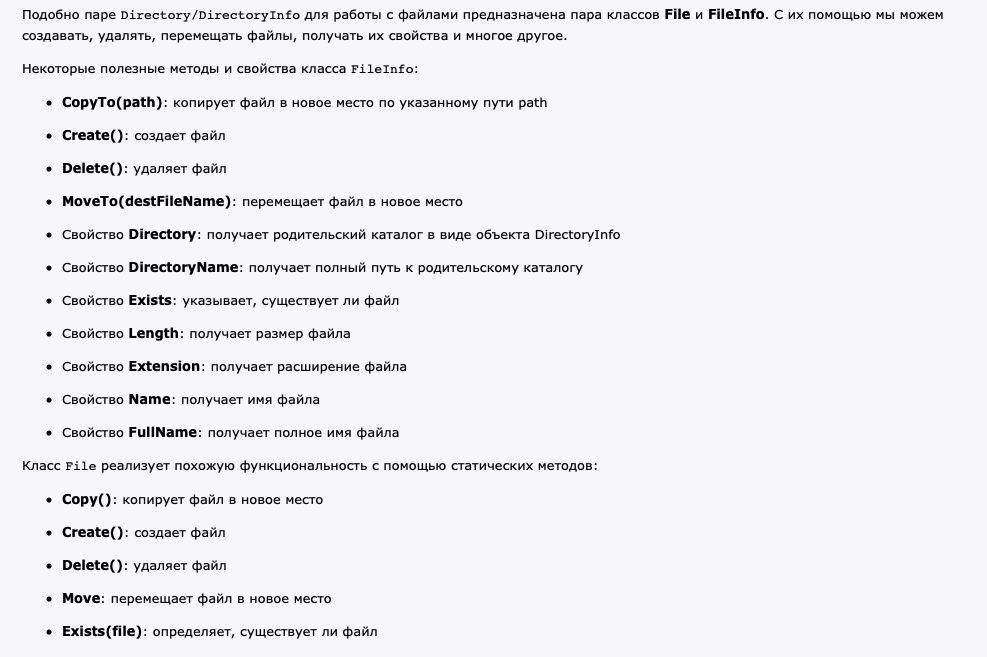 Подобно паре Directory/DirectoryInfo для работы с файлами предназначена пара классов File и FileInfo. С их помощью мы можем
создавать, удалять, перемещать файлы, получать их свойства и многое другое.
Некоторые полезные методы и свойства класса FileInfo:
• CopyTo(path): копирует файл в новое место по указанному пути path
• Create(): создает файл
• Delete(): удаляет файл
• MoveTo(destFileName): перемещает файл в новое место
• Свойство Directory: получает родительский каталог в виде объекта DirectoryInfo
• Свойство DirectoryName: получает полный путь к родительскому каталогу
• Свойство Exists: указывает, существует ли файл
• Свойство Length: получает размер файла
• Свойство Extension: получает расширение файла
• Свойство Name: получает имя файла
• Свойство FullName: получает полное имя файла
Класс File реализует похожую функциональность с помощью статических методов:
• Copy(): копирует файл в новое место
• Create(): создает файл
• Delete(): удаляет файл
• Move: перемещает файл в новое место
• Exists(file): определяет, существует ли файл